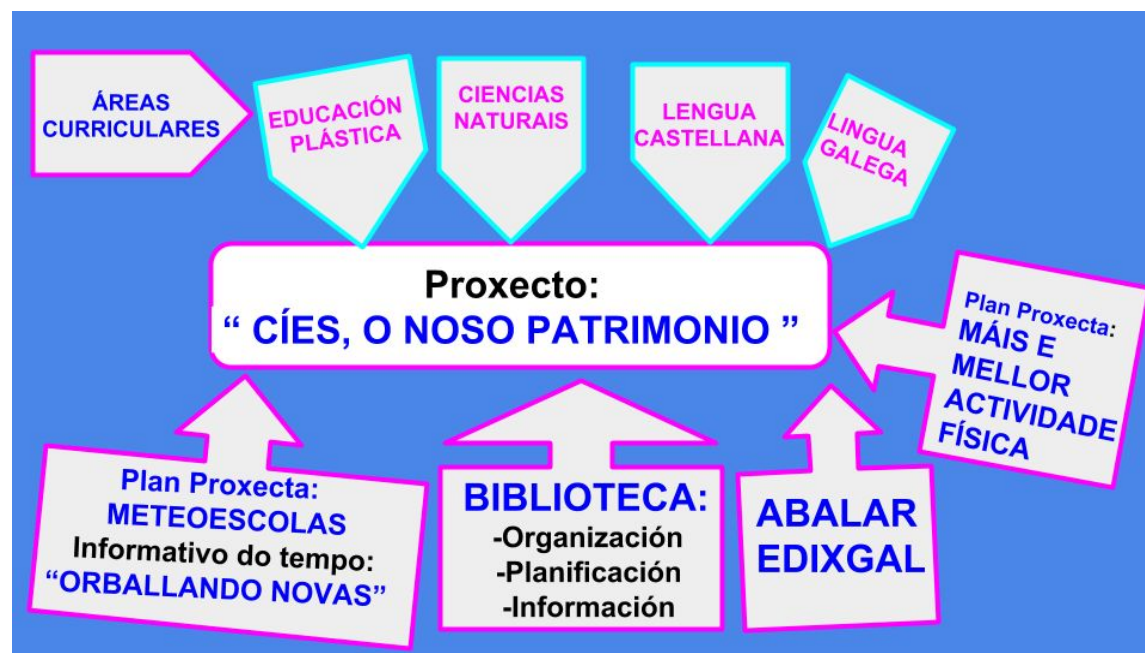 ÁREAS
CURRICULARES
EDUCACIÓN
PLÁSTICA
CIENCIAS
NATURAIS
LENGUA
CASTELLANA
LINGUA
GALEGA
Proxecto:
“ CÍES, O NOSO PATRIMONIO ”
Plan Proxecta:
MÁIS E
MELLOR
ACTIVIDADE
FÍSICA
Plan Proxecta:
METEOESCOLAS
Informativo do tempo:
“ORBALLANDO NOVAS”
BIBLIOTECA:
-Organización
-Planificación
-Información
ABALAR
EDIXGAL